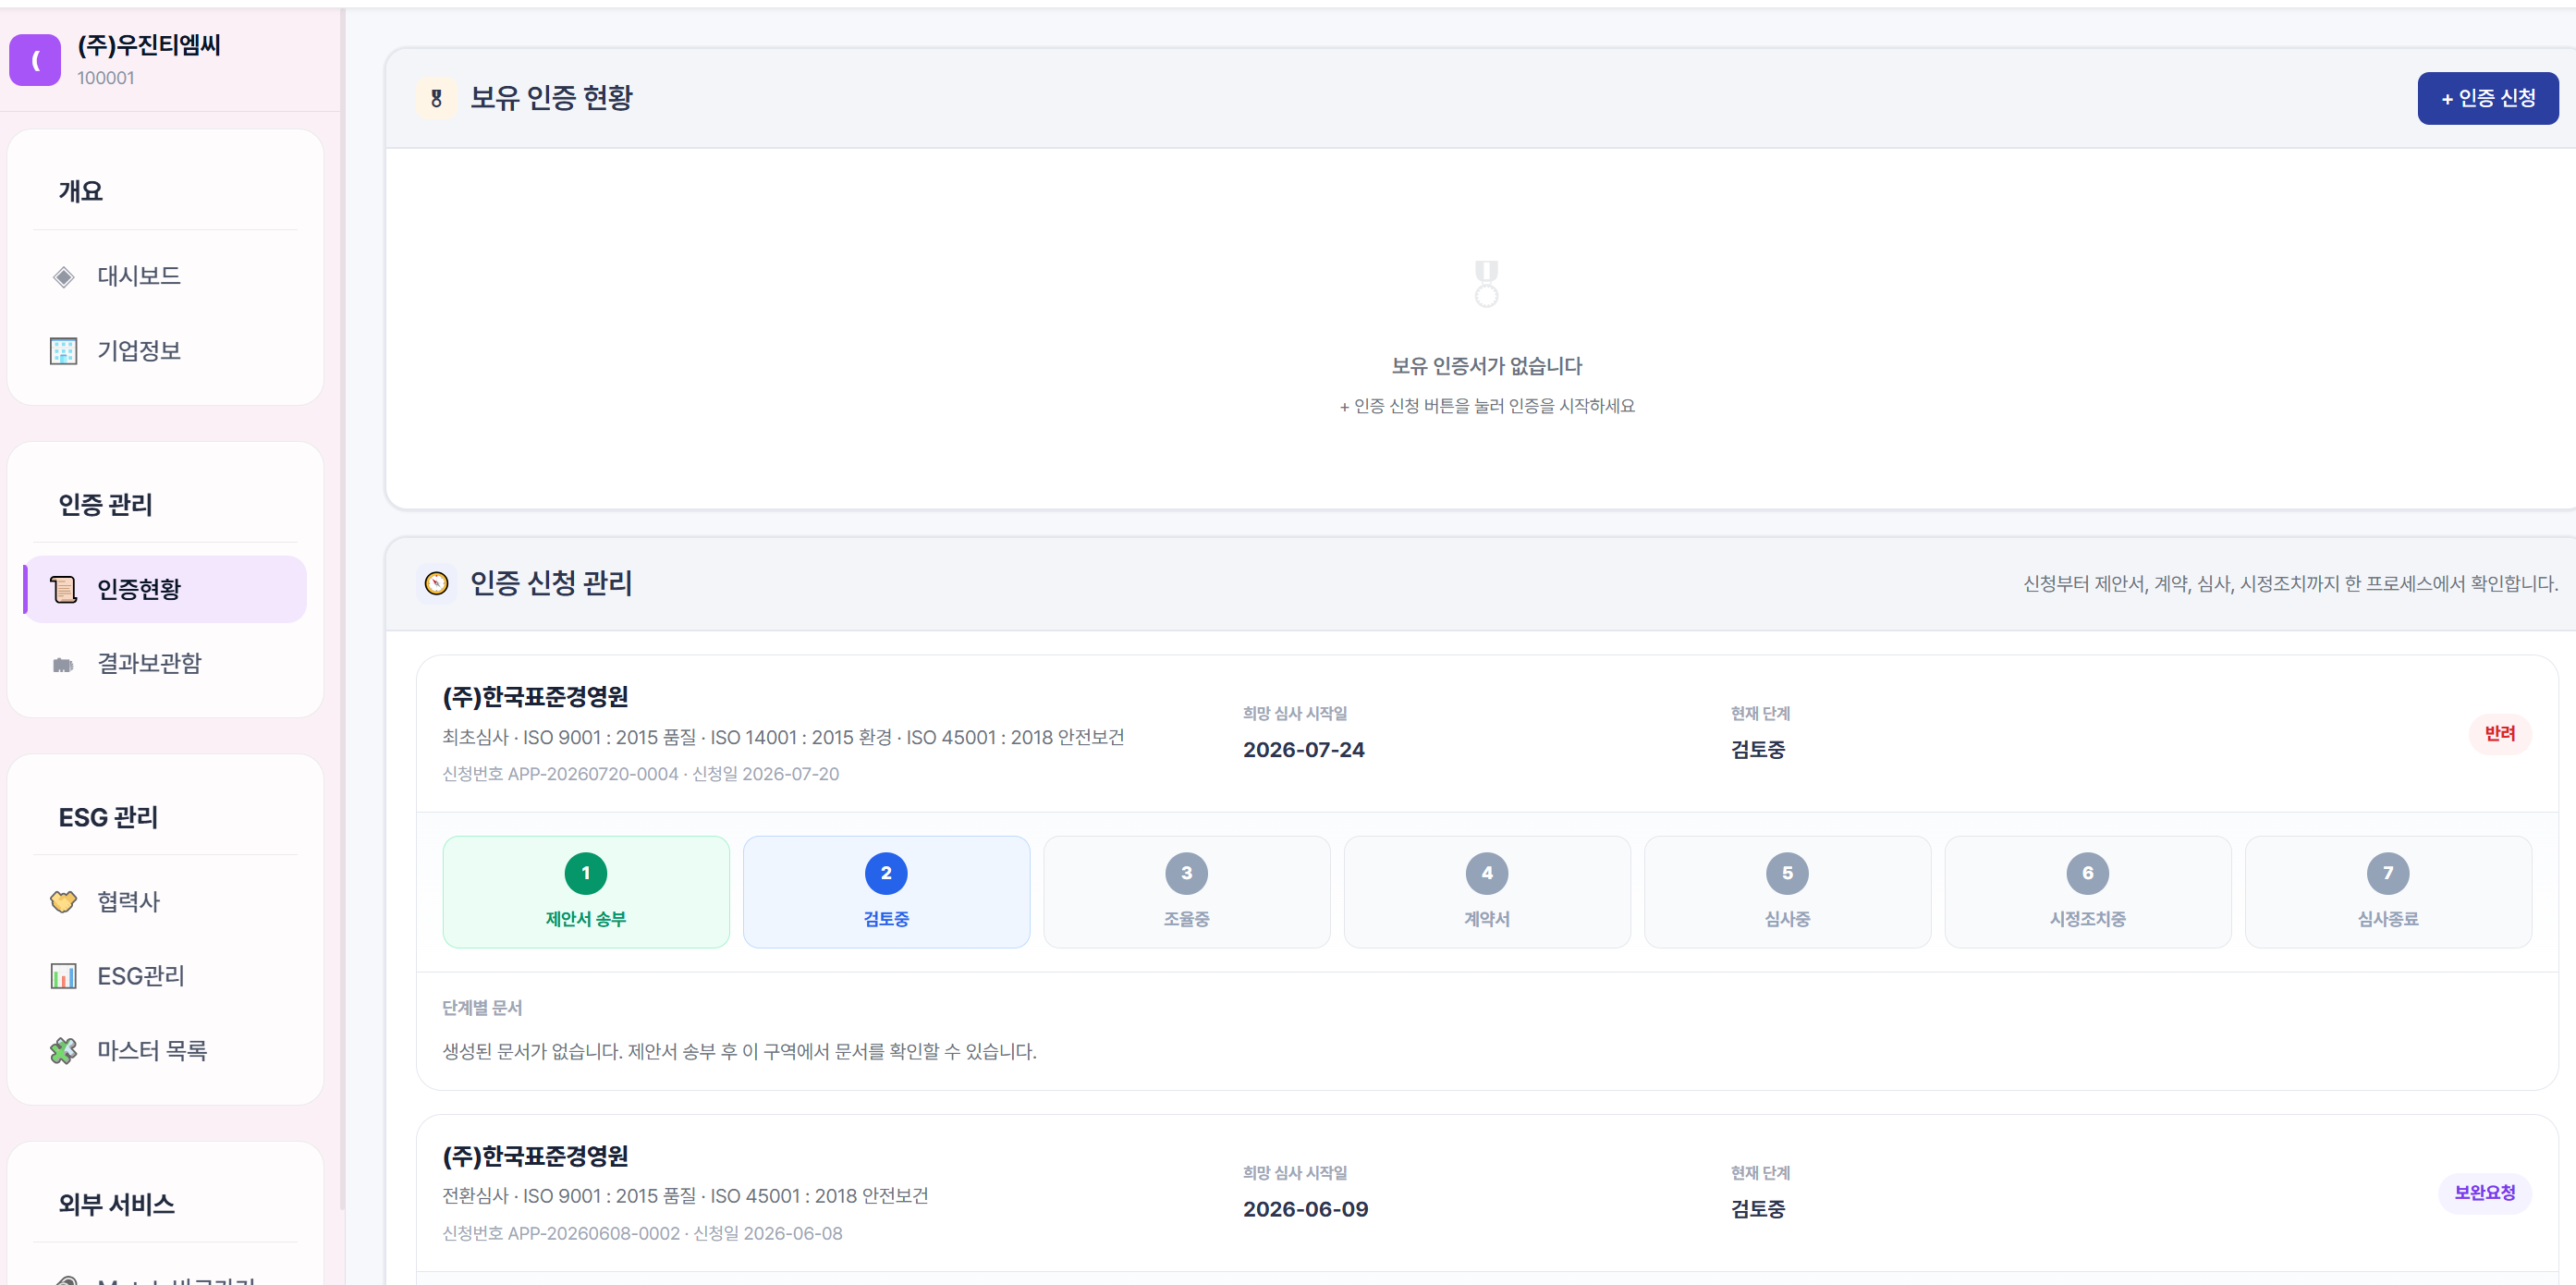 (주)우진티엠씨
100001
개요
대시보드
기업정보
인증 관리
인증현황
결과보관함
ESG 관리
협력사
ESG관리
마스터 목록
외부 서비스
보유 인증 현황
+ 인증 신청
보유 인증서가 없습니다
+ 인증 신청 버튼을 눌러 인증을 시작하세요
인증 신청 관리
신청부터 제안서, 계약, 심사, 시정조치까지 한 프로세스에서 확인합니다.
(주)한국표준경영원
최초심사 · ISO 9001 : 2015 품질 · ISO 14001 : 2015 환경 · ISO 45001 : 2018 안전보건
신청번호 APP-20260720-0004 · 신청일 2026-07-20
희망 심사 시작일
2026-07-24
현재 단계
검토중
반려
1
제안서 송부
2
검토중
3
조율중
4
계약서
5
심사중
6
시정조치중
7
심사종료
단계별 문서
생성된 문서가 없습니다. 제안서 송부 후 이 구역에서 문서를 확인할 수 있습니다.
(주)한국표준경영원
전환심사 · ISO 9001 : 2015 품질 · ISO 45001 : 2018 안전보건
신청번호 APP-20260608-0002 · 신청일 2026-06-08
희망 심사 시작일
2026-06-09
현재 단계
검토중
보완요청